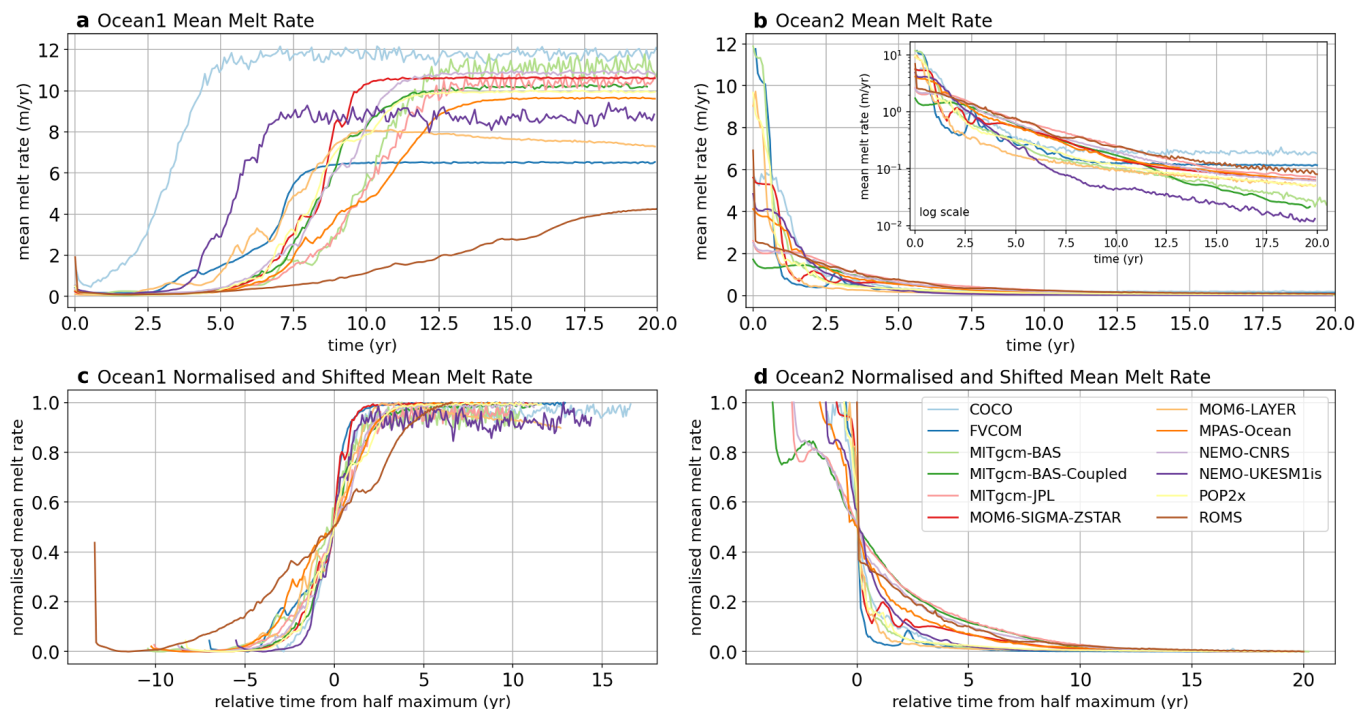 a Ocean1 Mean Melt Rate
12
10
8
6
4
2
0
mean melt rate (m/yr)
0.0 2.5 5.0 7.5 10.0 12.5 15.0 17.5 20.0
time (yr)
b Ocean2 Mean Melt Rate
12
10
8
6
4
2
0
mean melt rate (m/yr)
10¹
10⁰
10⁻¹
10⁻²
mean melt rate (m/yr)
log scale
0.0 2.5 5.0 7.5 10.0 12.5 15.0 17.5 20.0
time (yr)
0.0 2.5 5.0 7.5 10.0 12.5 15.0 17.5 20.0
time (yr)
c Ocean1 Normalised and Shifted Mean Melt Rate
1.0
0.8
0.6
0.4
0.2
0.0
normalised mean melt rate
−10 −5 0 5 10 15
relative time from half maximum (yr)
d Ocean2 Normalised and Shifted Mean Melt Rate
1.0
0.8
0.6
0.4
0.2
0.0
normalised mean melt rate
COCO
FVCOM
MITgcm-BAS
MITgcm-BAS-Coupled
MITgcm-JPL
MOM6-SIGMA-ZSTAR
MOM6-LAYER
MPAS-Ocean
NEMO-CNRS
NEMO-UKESM1is
POP2x
ROMS
0 5 10 15 20
relative time from half maximum (yr)